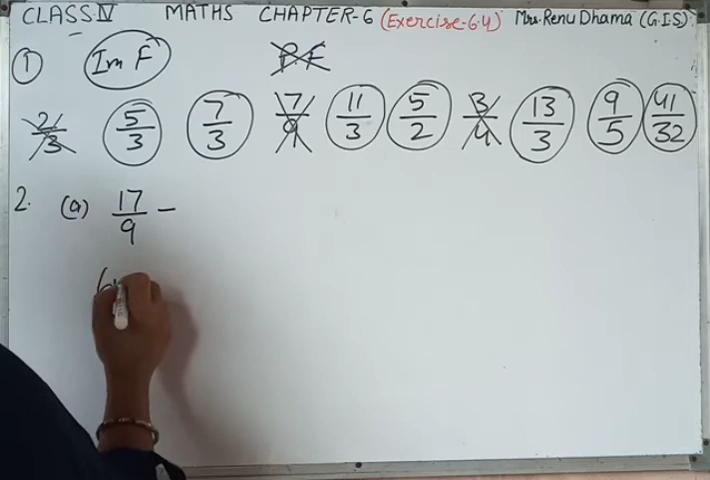 CLASS IV MATHS CHAPTER-6 (Exercise-6.4) Mrs. Renu Dhama (G.I.S)
① Im F P.F
2/3 5/3 7/3 7/9 11/3 5/2 3/4 13/3 9/5 41/32
2. (a) 17/9 -